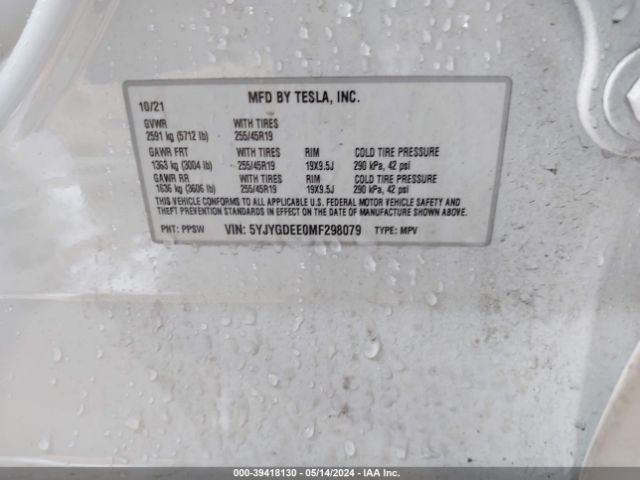 MFD BY TESLA, INC.
10/21
GVWR WITH TIRES
2591 kg (5712 lb) 255/45R19
GAWR FRT WITH TIRES RIM COLD TIRE PRESSURE
1363 kg (3004 lb) 255/45R19 19X9.5J 290 kPa, 42 psi
GAWR RR WITH TIRES RIM COLD TIRE PRESSURE
1636 kg (3606 lb) 255/45R19 19X9.5J 290 kPa, 42 psi
THIS VEHICLE CONFORMS TO ALL APPLICABLE U.S. FEDERAL MOTOR VEHICLE SAFETY AND
THEFT PREVENTION STANDARDS IN EFFECT ON THE DATE OF MANUFACTURE SHOWN ABOVE.
PNT: PPSW VIN: 5YJYGDEE0MF298079 TYPE: MPV
000-39418130 - 05/14/2024 - IAA Inc.